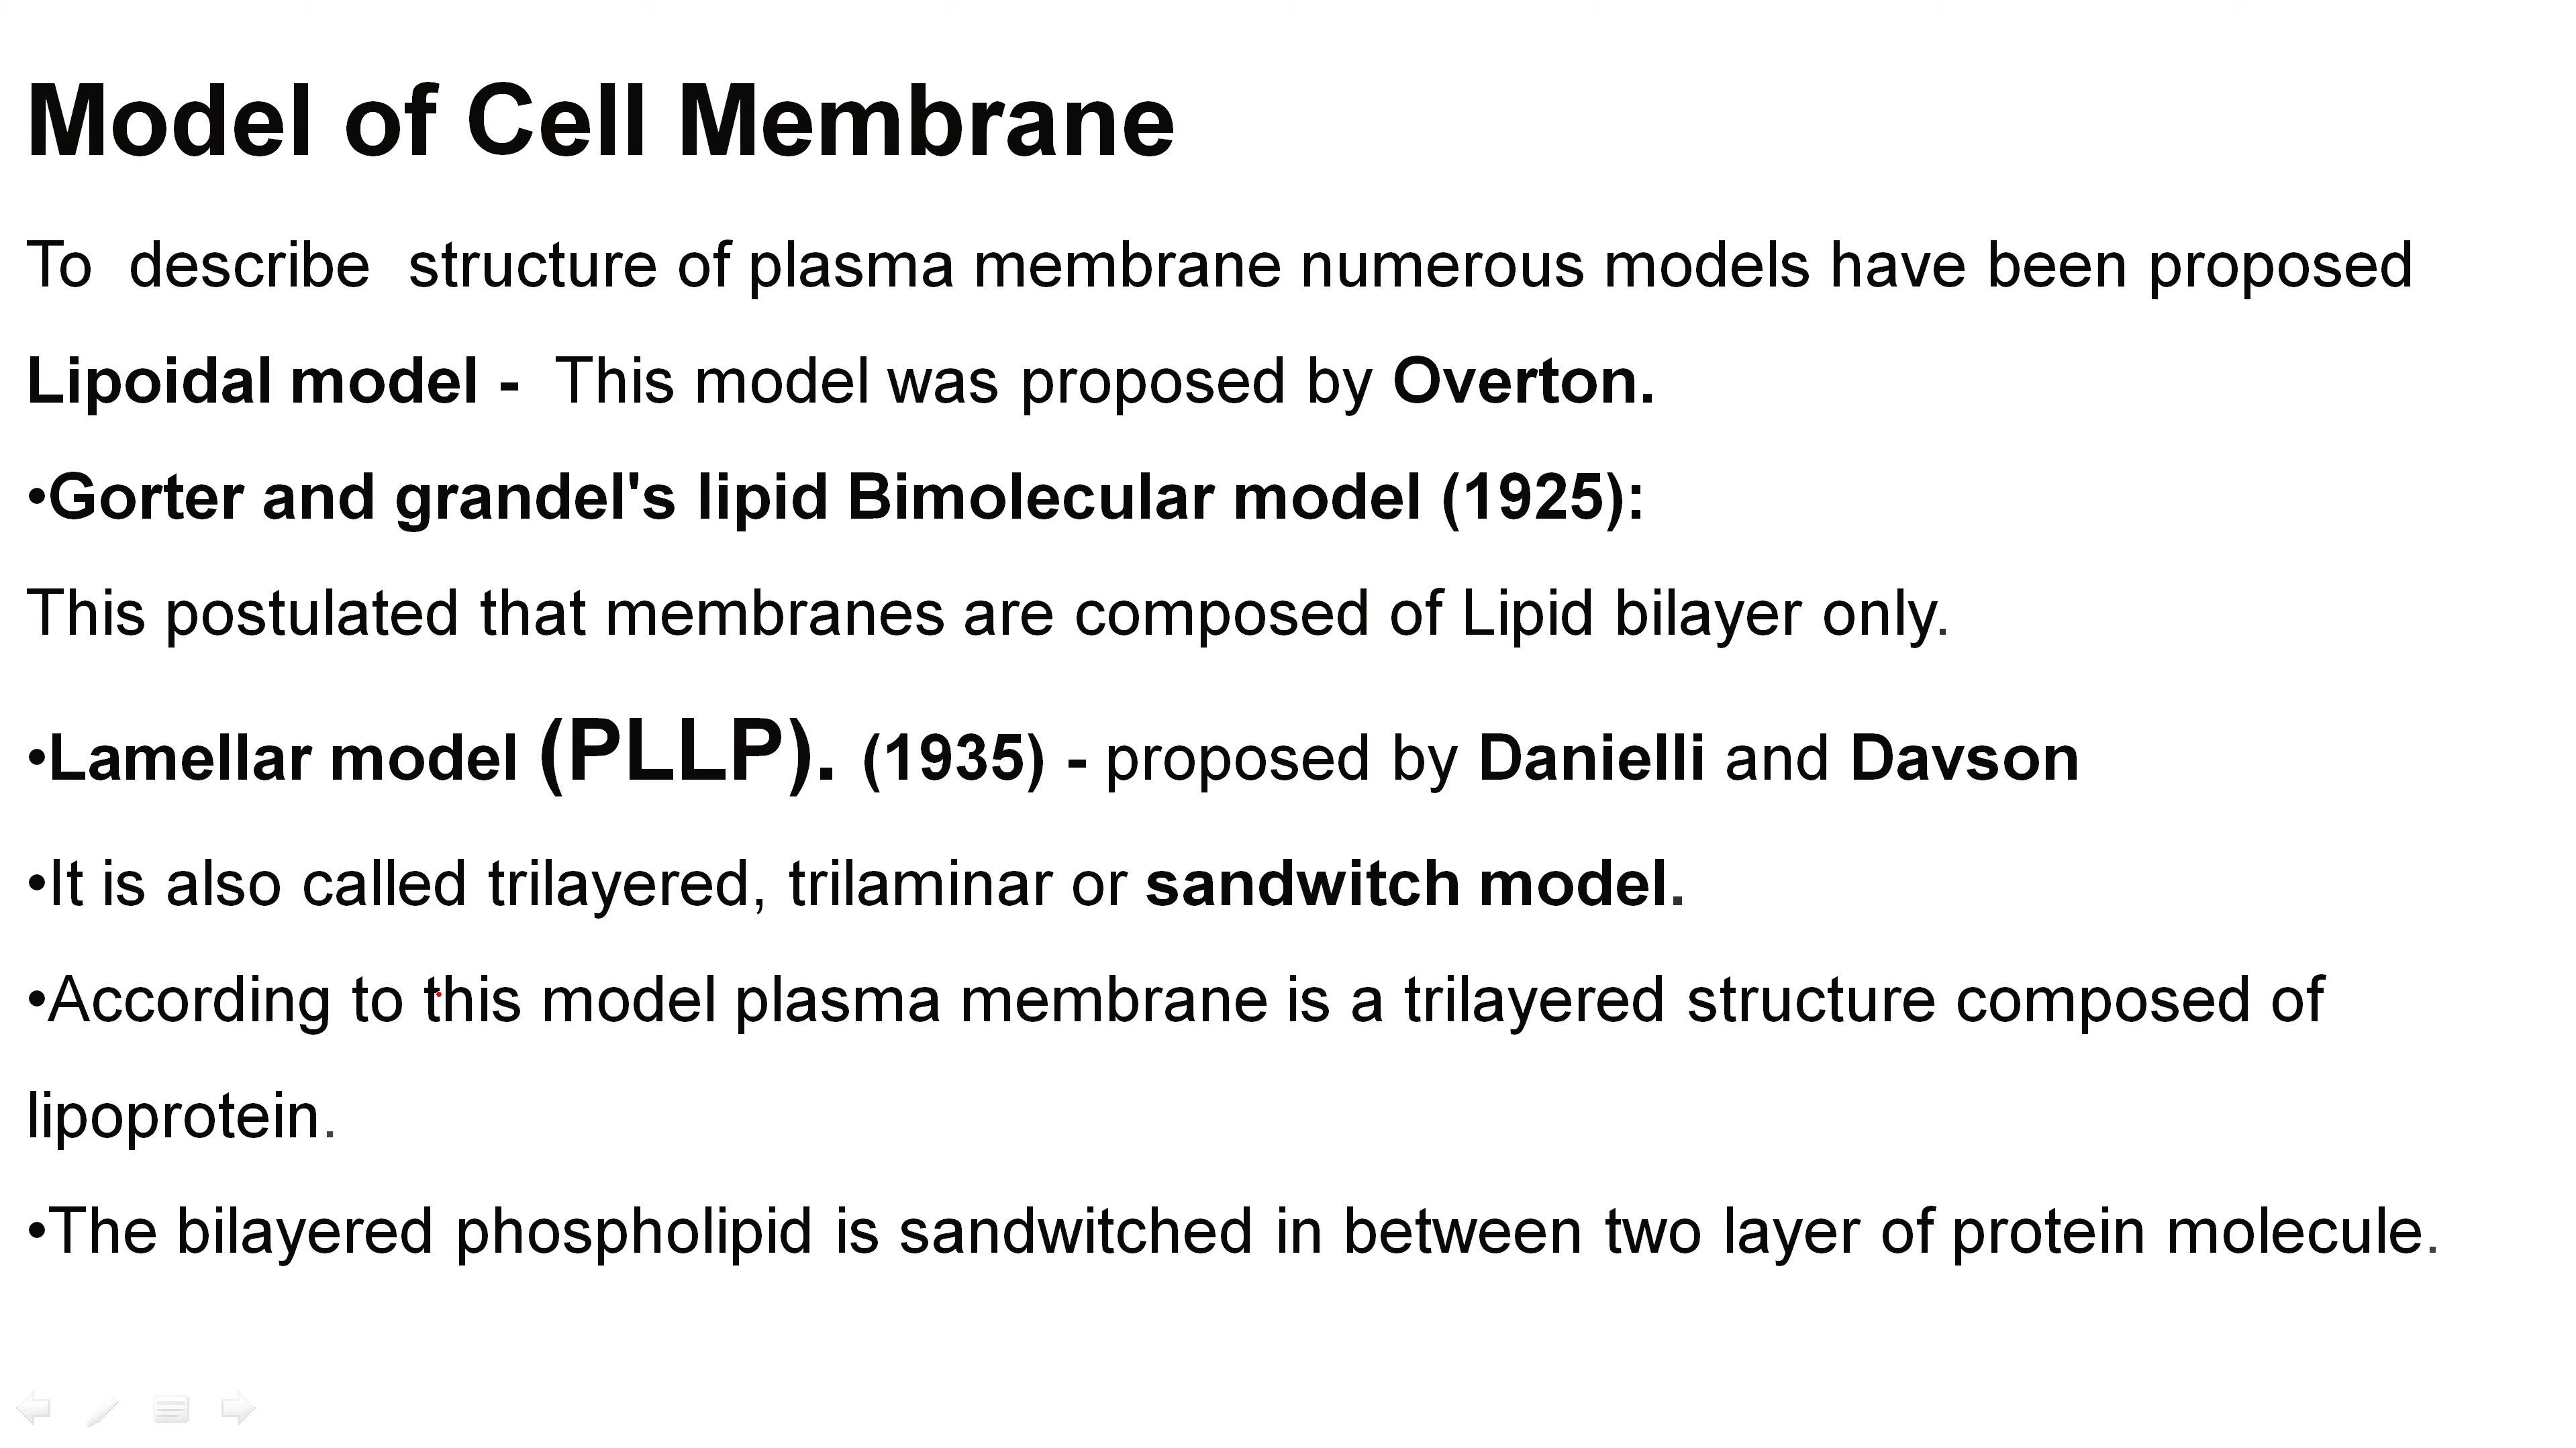 Model of Cell Membrane
To describe structure of plasma membrane numerous models have been proposed
Lipoidal model - This model was proposed by Overton.
•Gorter and grandel's lipid Bimolecular model (1925):
This postulated that membranes are composed of Lipid bilayer only.
•Lamellar model (PLLP). (1935) - proposed by Danielli and Davson
•It is also called trilayered, trilaminar or sandwitch model.
•According to this model plasma membrane is a trilayered structure composed of
lipoprotein.
•The bilayered phospholipid is sandwitched in between two layer of protein molecule.